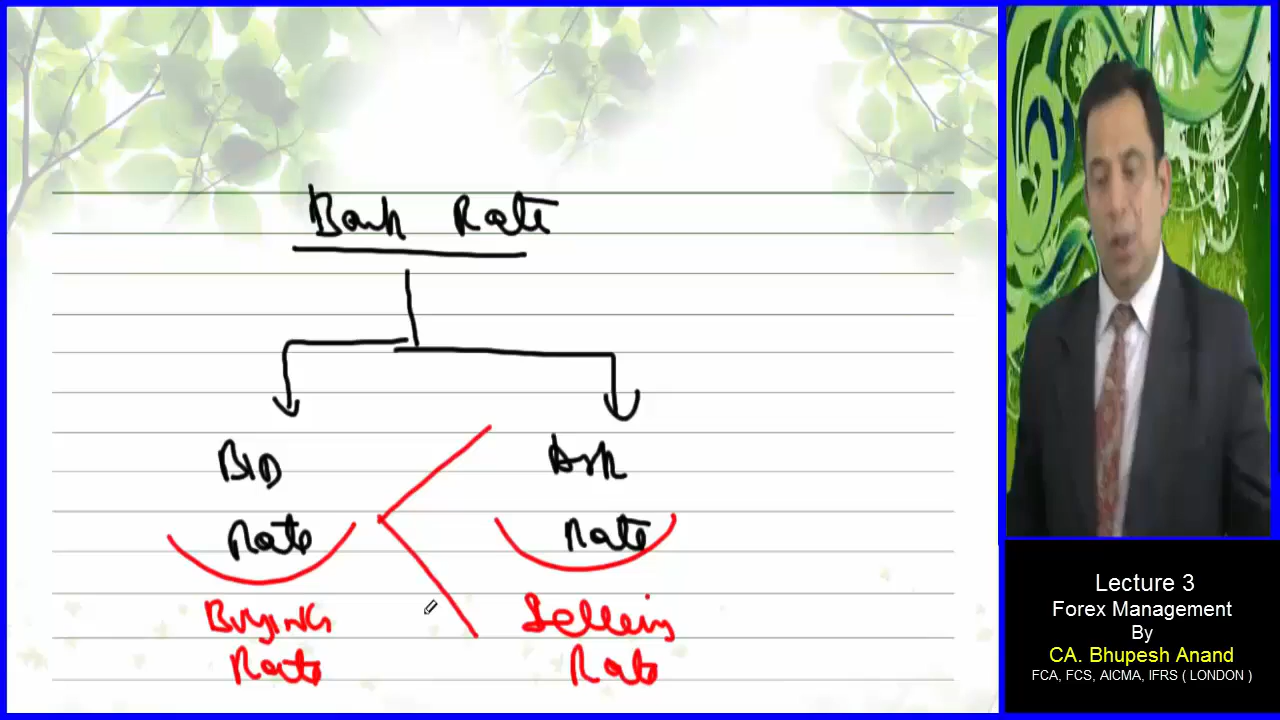 Bank Rate
BID
Rate
Ask
Rate
Buying
Rate
Selling
Rate
Lecture 3
Forex Management
By
CA. Bhupesh Anand
FCA, FCS, AICMA, IFRS ( LONDON )